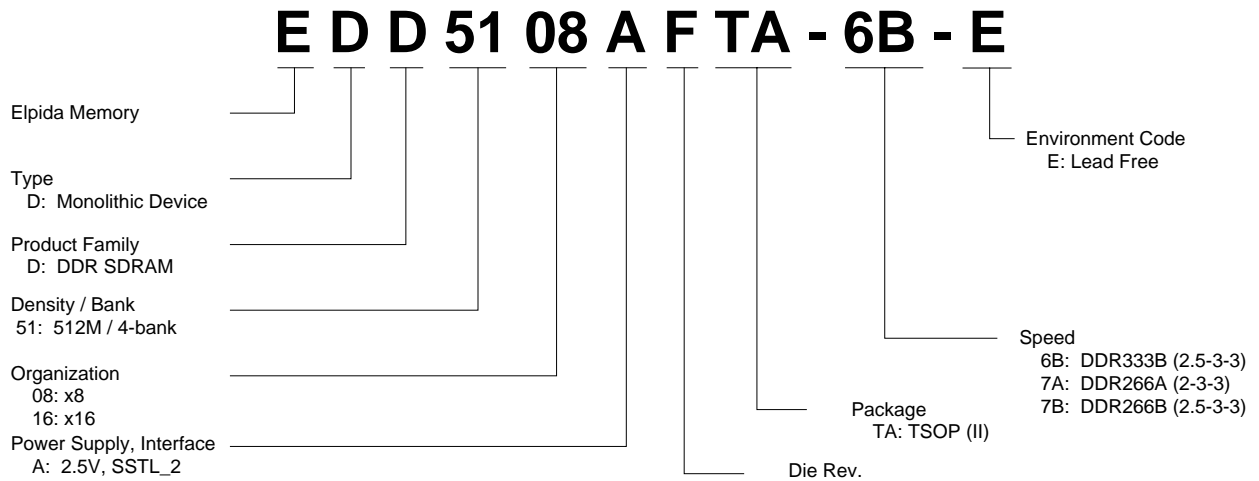 E D D 51 08 A F TA - 6B - E
Elpida Memory
Type
D: Monolithic Device
Product Family
D: DDR SDRAM
Density / Bank
51: 512M / 4-bank
Organization
08: x8
16: x16
Power Supply, Interface
A: 2.5V, SSTL_2
Die Rev.
Package
TA: TSOP (II)
Speed
6B: DDR333B (2.5-3-3)
7A: DDR266A (2-3-3)
7B: DDR266B (2.5-3-3)
Environment Code
E: Lead Free